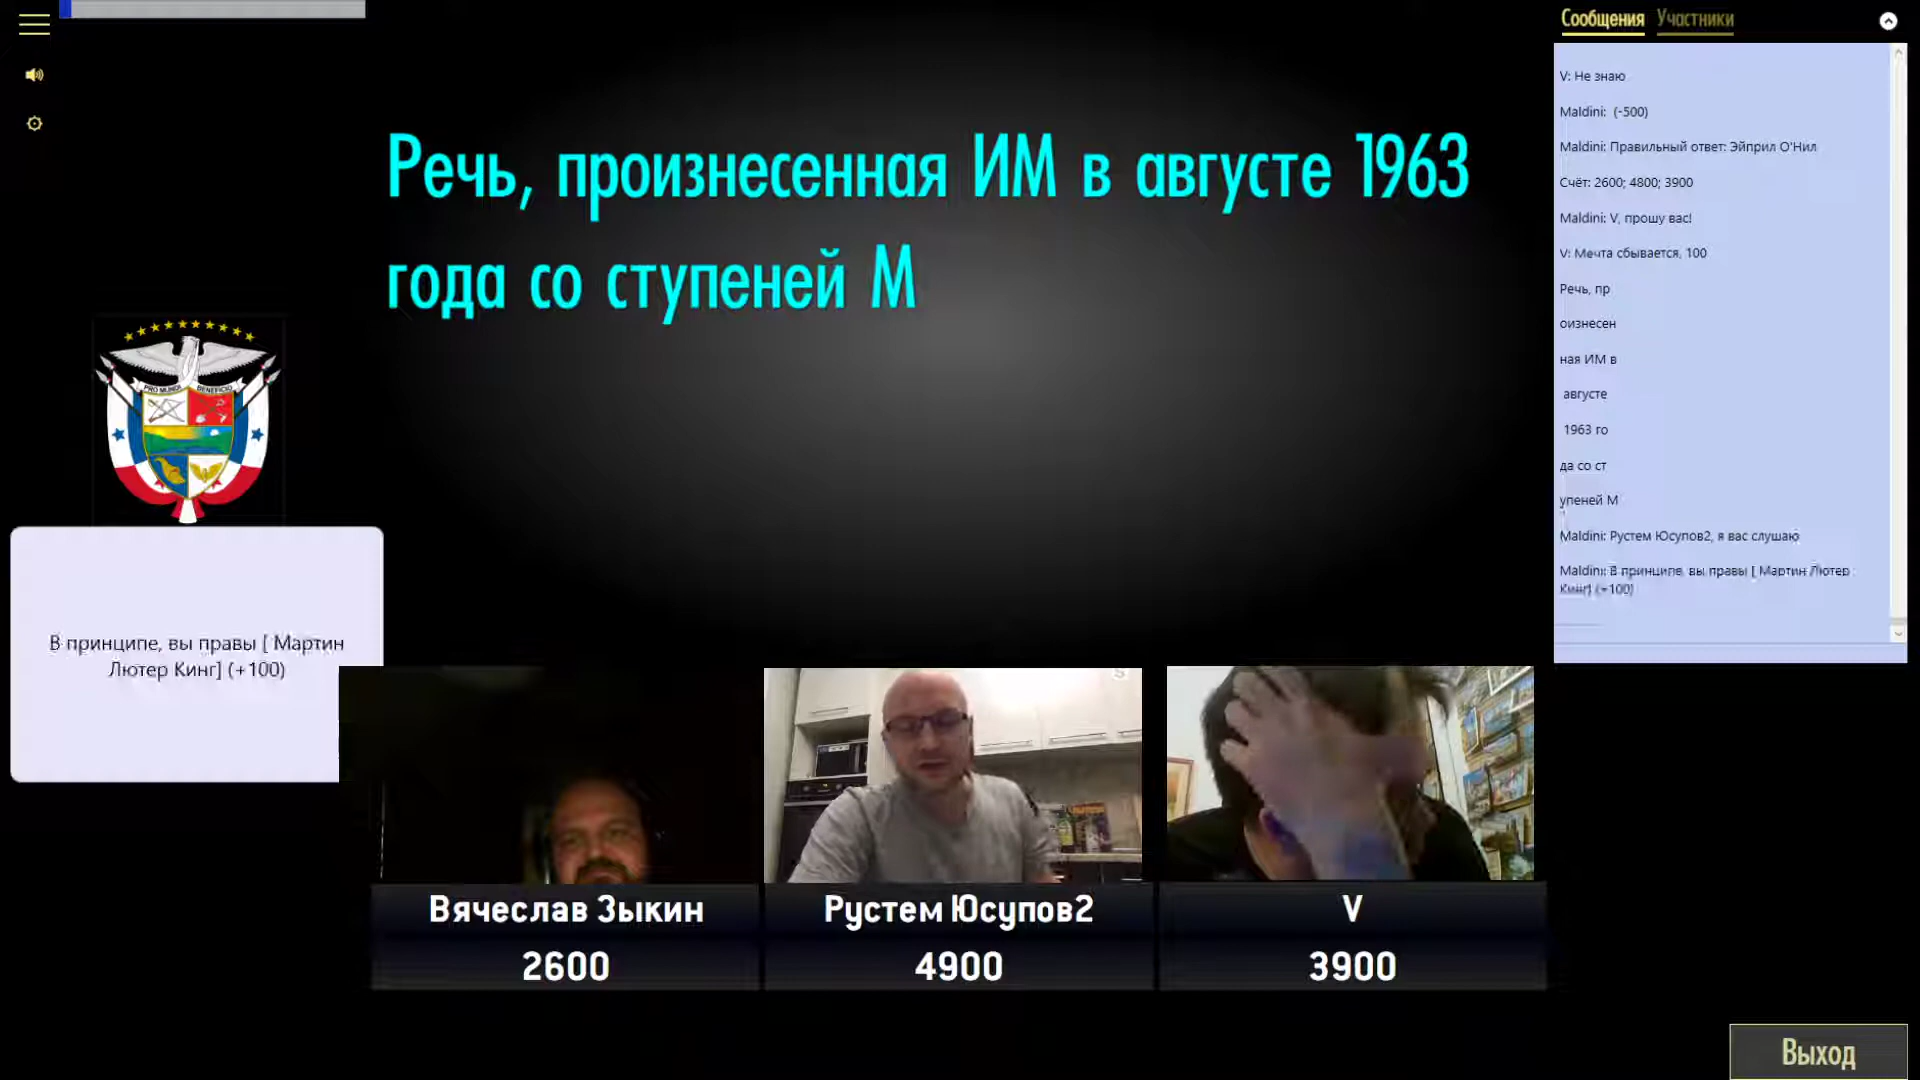 Сообщения Участники
Речь, произнесенная ИМ в августе 1963
года со ступеней М
V: Не знаю
Maldini: (-500)
Maldini: Правильный ответ: Эйприл О'Нил
Счёт: 2600; 4800; 3900
Maldini: V, прошу вас!
V: Мечта сбывается, 100
Речь, пр
оизнесен
ная ИМ в
августе
1963 го
да со ст
упеней М
Maldini: Рустем Юсупов2, я вас слушаю
Maldini: В принципе, вы правы [ Мартин Лютер
Кинг] (+100)
PRO MUNDI BENEFICIO
В принципе, вы правы [ Мартин
Лютер Кинг] (+100)
Вячеслав Зыкин
2600
Рустем Юсупов2
4900
V
3900
Выход